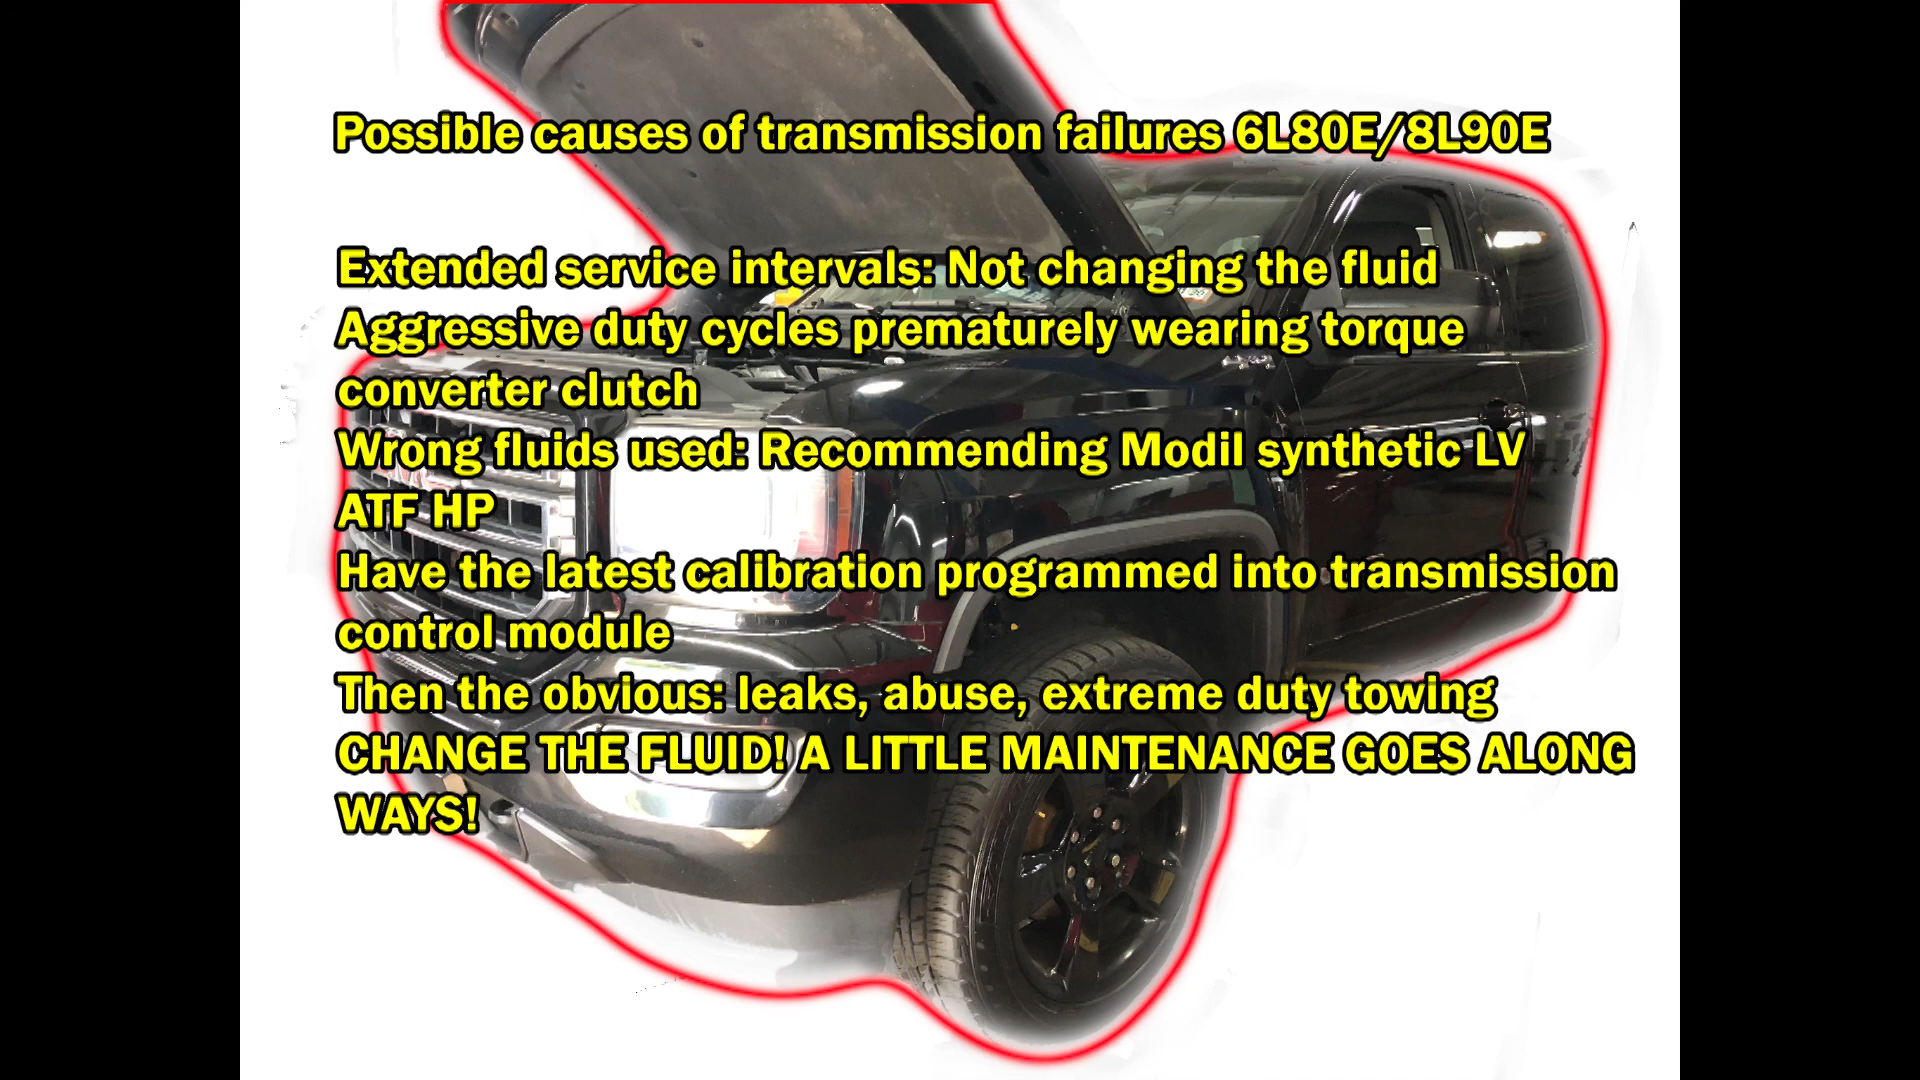 Possible causes of transmission failures 6L80E/8L90E
Extended service intervals: Not changing the fluid
Aggressive duty cycles prematurely wearing torque
converter clutch
Wrong fluids used: Recommending Modil synthetic LV
ATF HP
Have the latest calibration programmed into transmission
control module
Then the obvious: leaks, abuse, extreme duty towing
CHANGE THE FLUID! A LITTLE MAINTENANCE GOES ALONG
WAYS!